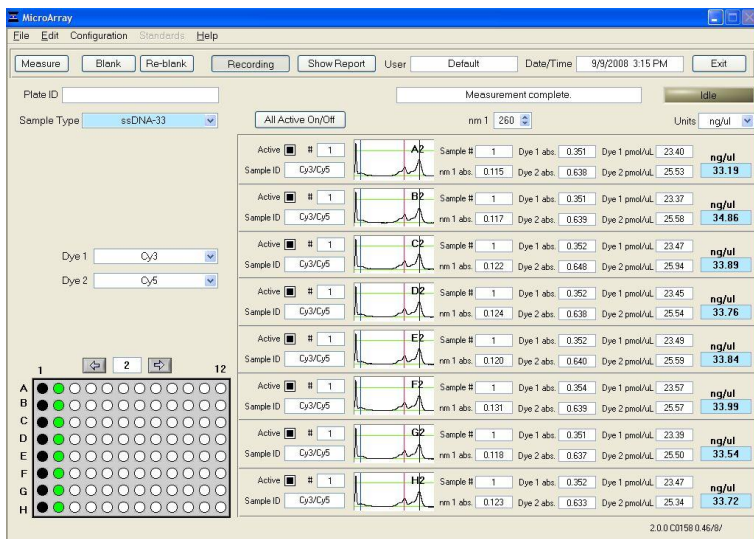 MicroArray
File Edit Configuration Standards Help
Measure Blank Re-blank Recording Show Report User Default Date/Time 9/9/2008 3:15 PM Exit
Plate ID Measurement complete. Idle
Sample Type ssDNA-33 All Active On/Off nm 1 260 Units ng/ul
Active # 1 A2 Sample # 1 Dye 1 abs. 0.351 Dye 1 pmol/uL 23.40 ng/ul
Sample ID Cy3/Cy5 nm 1 abs. 0.115 Dye 2 abs. 0.638 Dye 2 pmol/uL 25.53 33.19
Active # 1 B2 Sample # 1 Dye 1 abs. 0.351 Dye 1 pmol/uL 23.37 ng/ul
Sample ID Cy3/Cy5 nm 1 abs. 0.117 Dye 2 abs. 0.639 Dye 2 pmol/uL 25.58 34.86
Active # 1 C2 Sample # 1 Dye 1 abs. 0.352 Dye 1 pmol/uL 23.47 ng/ul
Dye 1 Cy3 Sample ID Cy3/Cy5 nm 1 abs. 0.122 Dye 2 abs. 0.648 Dye 2 pmol/uL 25.94 33.89
Dye 2 Cy5 Active # 1 D2 Sample # 1 Dye 1 abs. 0.352 Dye 1 pmol/uL 23.45 ng/ul
Sample ID Cy3/Cy5 nm 1 abs. 0.124 Dye 2 abs. 0.638 Dye 2 pmol/uL 25.54 33.76
Active # 1 E2 Sample # 1 Dye 1 abs. 0.352 Dye 1 pmol/uL 23.49 ng/ul
2 Sample ID Cy3/Cy5 nm 1 abs. 0.120 Dye 2 abs. 0.640 Dye 2 pmol/uL 25.59 33.84
1 12
A Active # 1 F2 Sample # 1 Dye 1 abs. 0.354 Dye 1 pmol/uL 23.57 ng/ul
B Sample ID Cy3/Cy5 nm 1 abs. 0.131 Dye 2 abs. 0.639 Dye 2 pmol/uL 25.57 33.99
C
D Active # 1 G2 Sample # 1 Dye 1 abs. 0.351 Dye 1 pmol/uL 23.39 ng/ul
E Sample ID Cy3/Cy5 nm 1 abs. 0.118 Dye 2 abs. 0.637 Dye 2 pmol/uL 25.50 33.54
F
G Active # 1 H2 Sample # 1 Dye 1 abs. 0.352 Dye 1 pmol/uL 23.47 ng/ul
H Sample ID Cy3/Cy5 nm 1 abs. 0.123 Dye 2 abs. 0.633 Dye 2 pmol/uL 25.34 33.72
2.0.0 C0158 0.46/8/